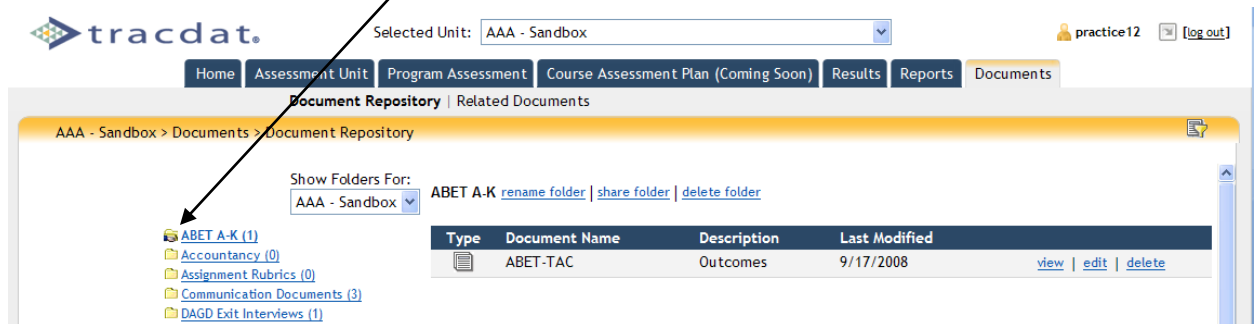 tracdat. Selected Unit: AAA - Sandbox practice12 [log out]
Home Assessment Unit Program Assessment Course Assessment Plan (Coming Soon) Results Reports Documents
Document Repository | Related Documents
AAA - Sandbox > Documents > Document Repository
Show Folders For:
AAA - Sandbox
ABET A-K rename folder | share folder | delete folder
ABET A-K (1)
Accountancy (0)
Assignment Rubrics (0)
Communication Documents (3)
DAGD Exit Interviews (1)
Type Document Name Description Last Modified
ABET-TAC Outcomes 9/17/2008 view | edit | delete